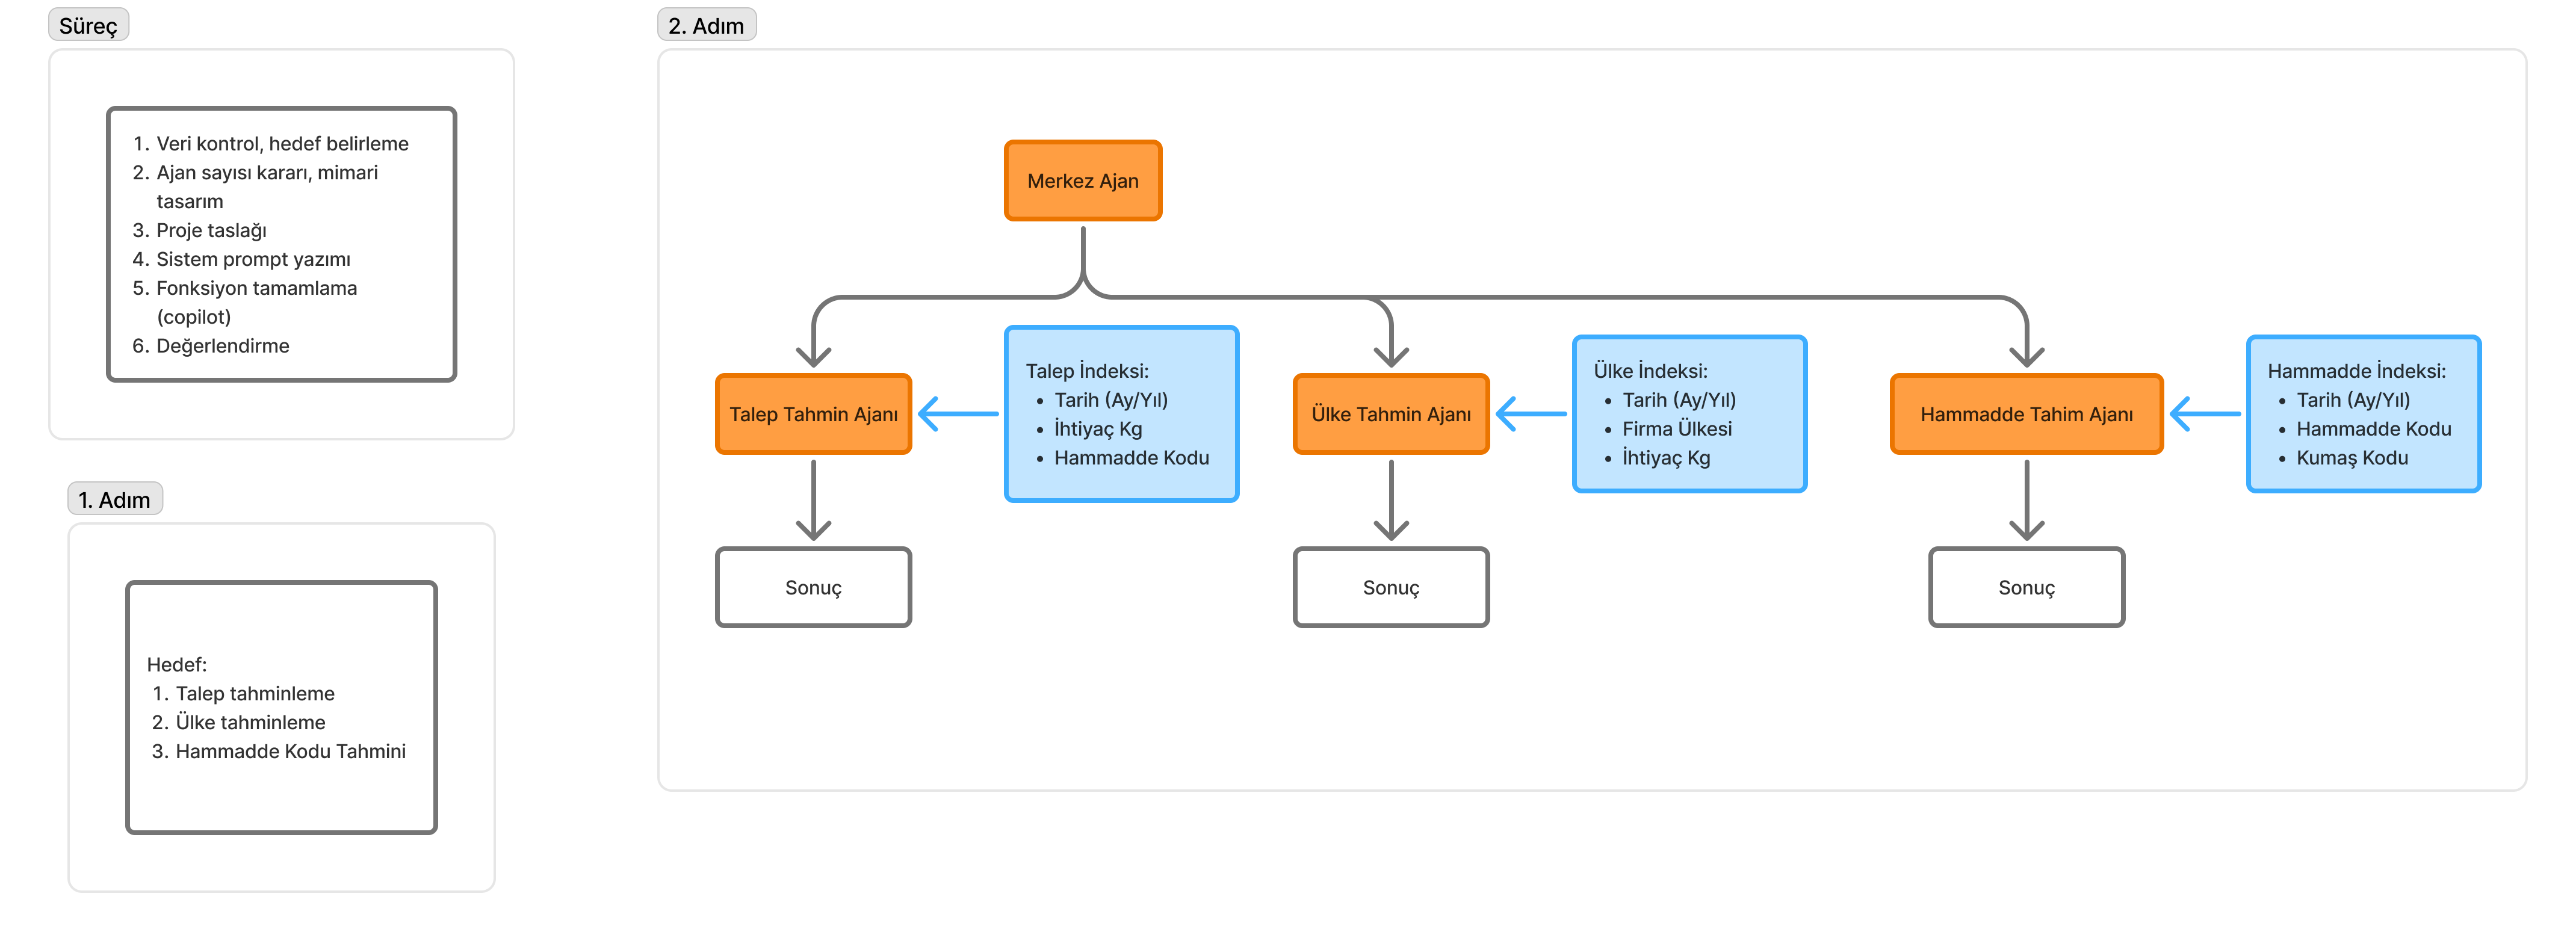 Süreç
1. Veri kontrol, hedef belirleme
2. Ajan sayısı kararı, mimari
tasarım
3. Proje taslağı
4. Sistem prompt yazımı
5. Fonksiyon tamamlama
(copilot)
6. Değerlendirme
1. Adım
Hedef:
1. Talep tahminleme
2. Ülke tahminleme
3. Hammadde Kodu Tahmini
2. Adım
Merkez Ajan
Talep Tahmin Ajanı
Talep İndeksi:
• Tarih (Ay/Yıl)
• İhtiyaç Kg
• Hammadde Kodu
Sonuç
Ülke Tahmin Ajanı
Ülke İndeksi:
• Tarih (Ay/Yıl)
• Firma Ülkesi
• İhtiyaç Kg
Sonuç
Hammadde Tahim Ajanı
Hammadde İndeksi:
• Tarih (Ay/Yıl)
• Hammadde Kodu
• Kumaş Kodu
Sonuç